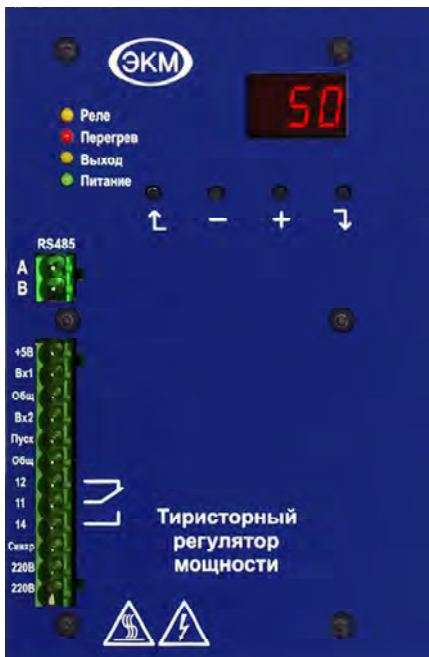 ЭКМ
50
Реле
Перегрев
Выход
Питание
− +
RS485
A
B
+5В
Вх1
Общ
Вх2
Пуск
Общ
12
11
14
Синхр
220В
220В
Тиристорный
регулятор
мощности